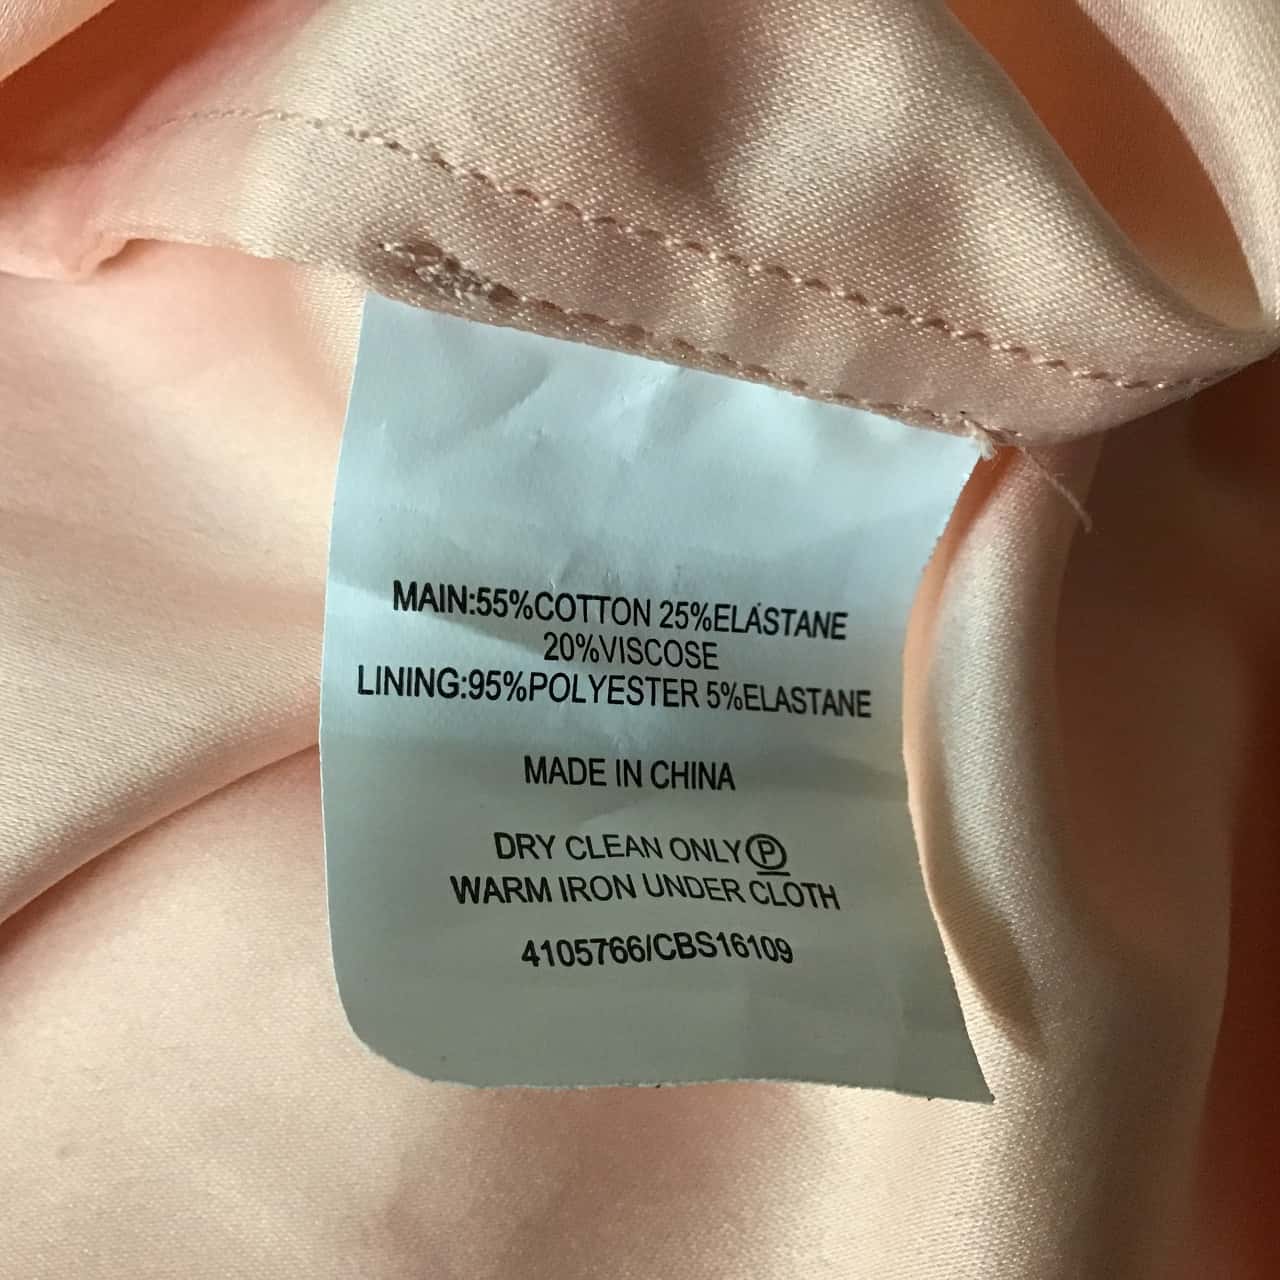 MAIN:55%COTTON 25%ELASTANE
20%VISCOSE
LINING:95%POLYESTER 5%ELASTANE
MADE IN CHINA
DRY CLEAN ONLY Ⓟ
WARM IRON UNDER CLOTH
4105766/CBS16109